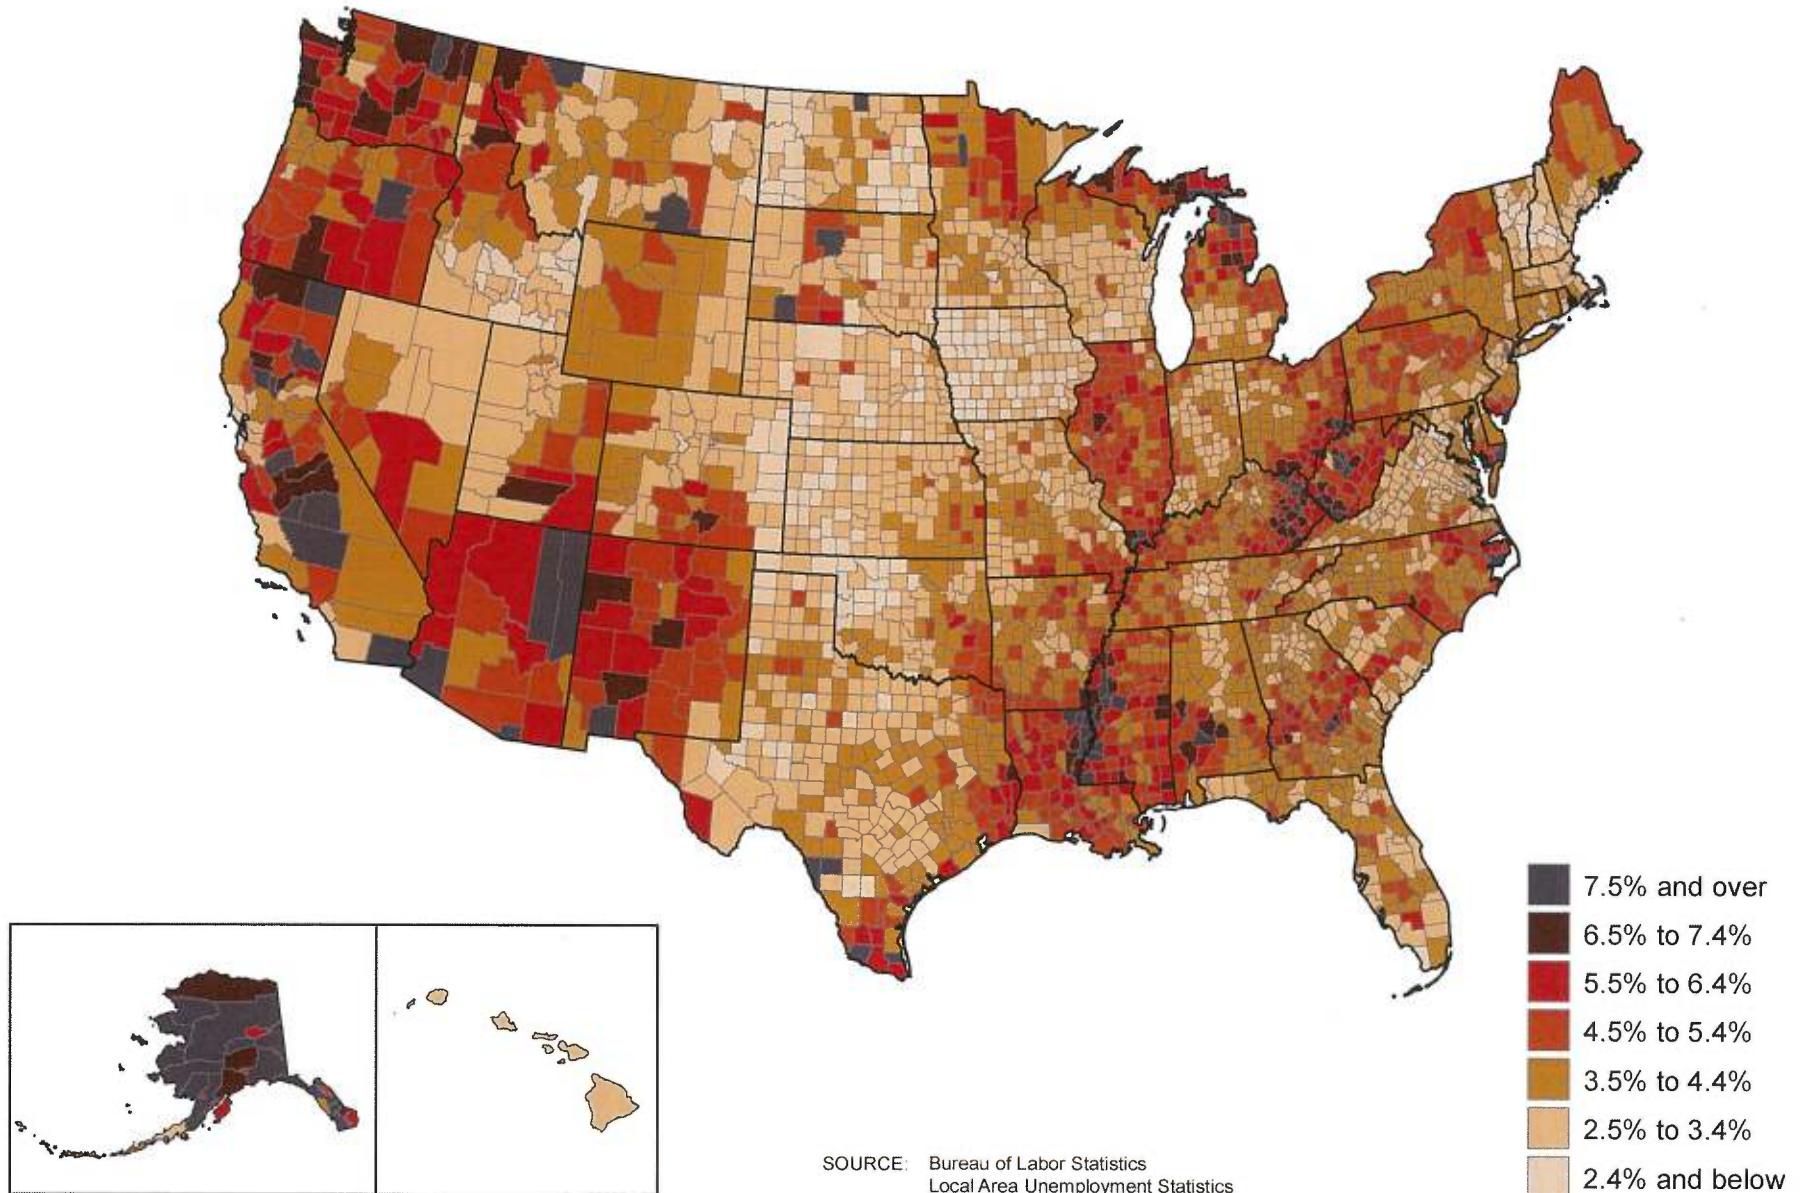 7.5% and over
6.5% to 7.4%
5.5% to 6.4%
4.5% to 5.4%
3.5% to 4.4%
2.5% to 3.4%
2.4% and below
SOURCE: Bureau of Labor Statistics
Local Area Unemployment Statistics